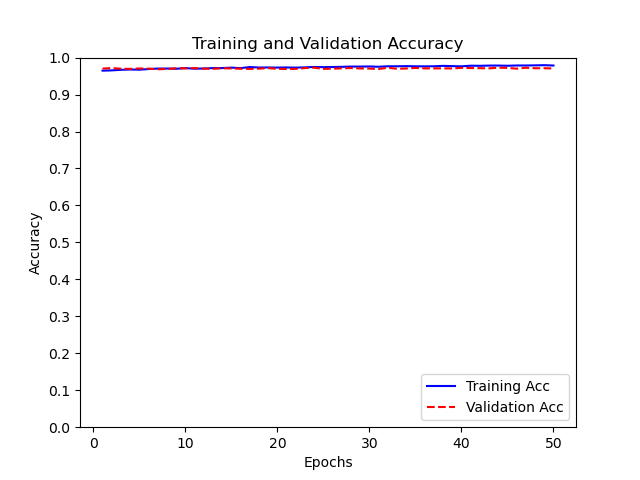 Training and Validation Accuracy
1.0
0.9
0.8
0.7
0.6
0.5
0.4
0.3
0.2
0.1
0.0
Accuracy
Training Acc
Validation Acc
0 10 20 30 40 50
Epochs